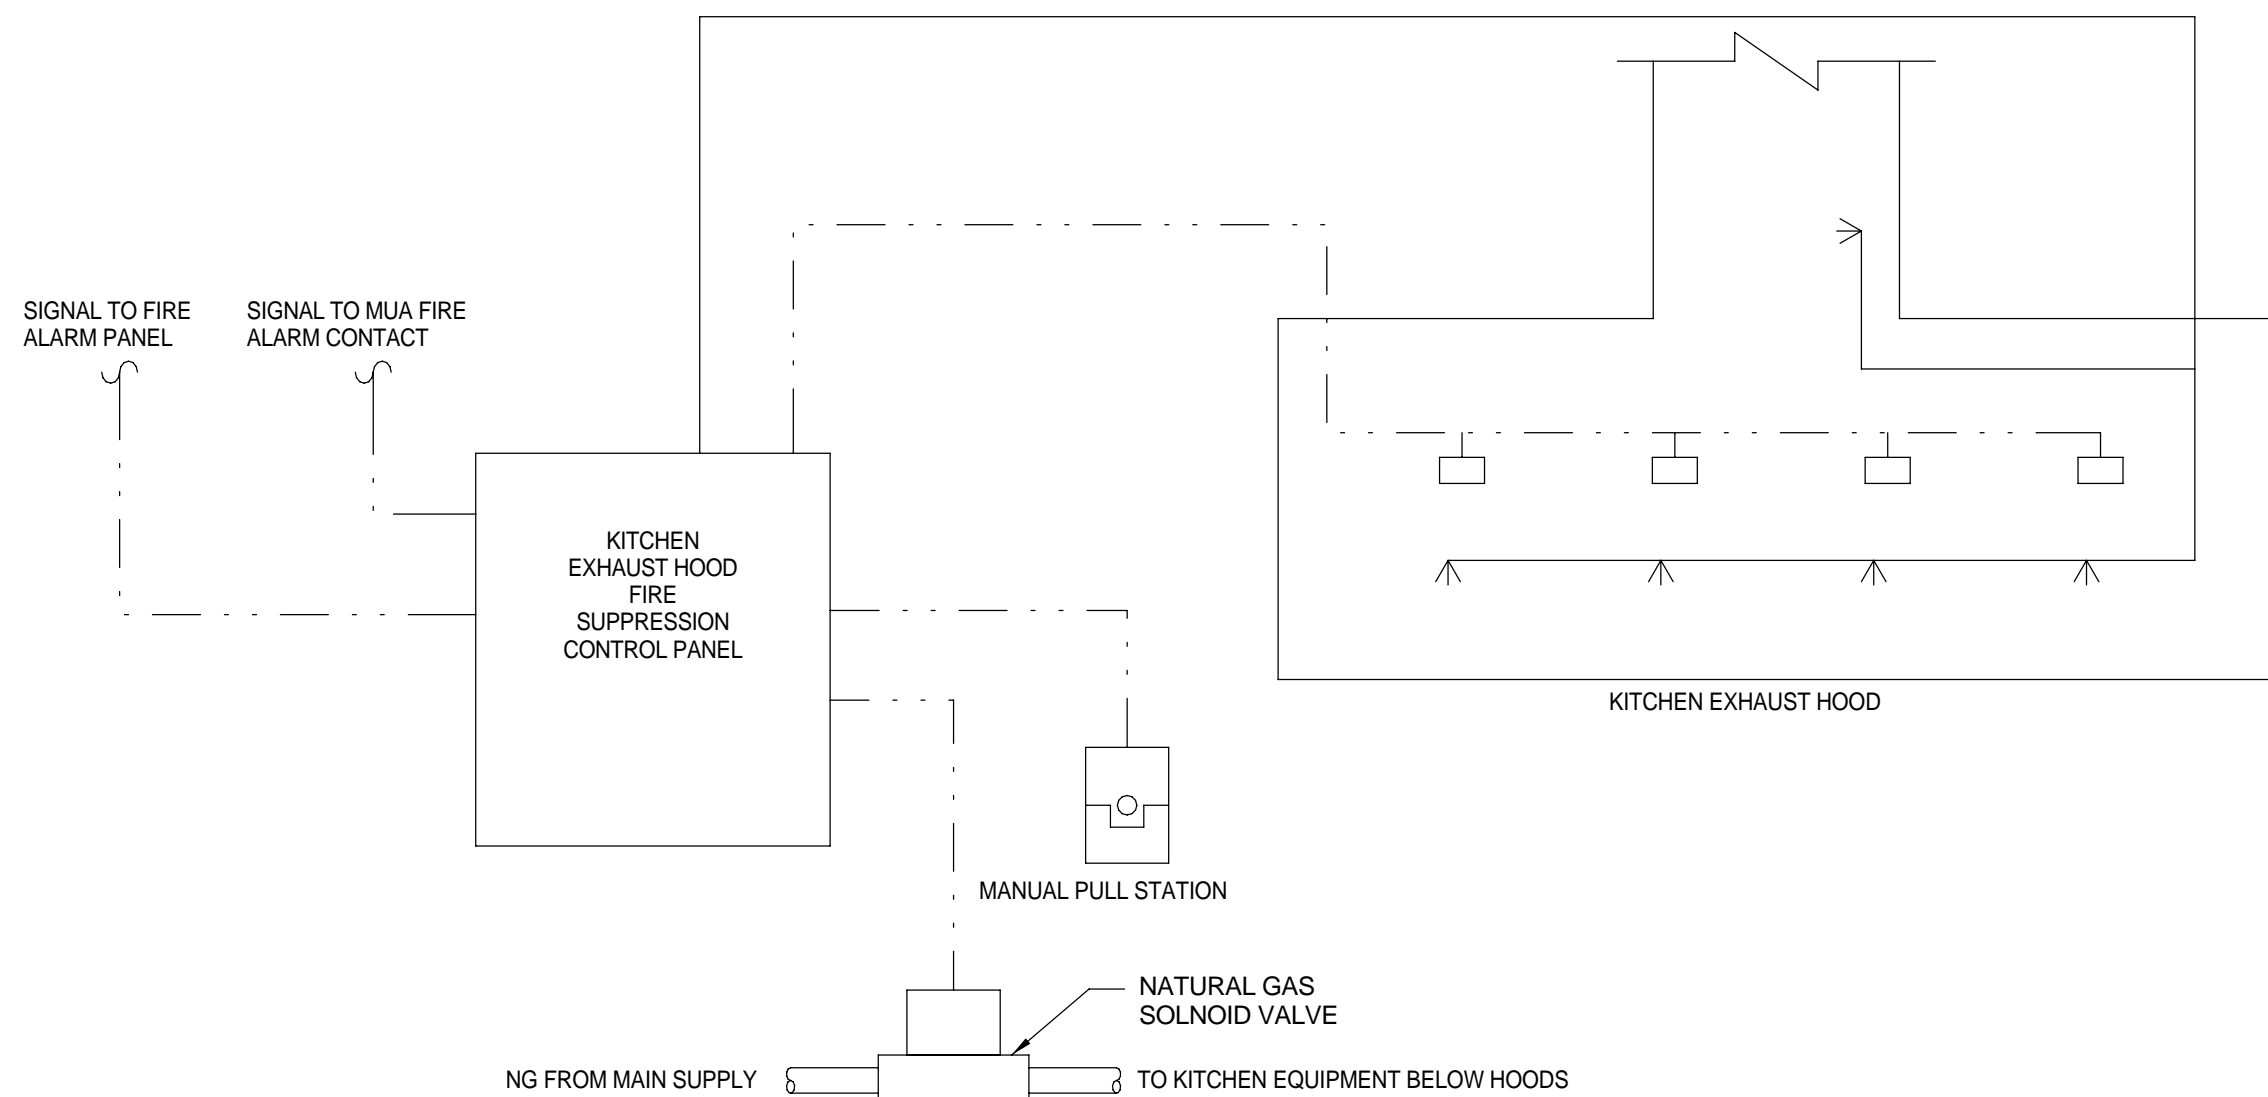 SIGNAL TO FIRE
ALARM PANEL
SIGNAL TO MUA FIRE
ALARM CONTACT
KITCHEN
EXHAUST HOOD
FIRE
SUPPRESSION
CONTROL PANEL
KITCHEN EXHAUST HOOD
MANUAL PULL STATION
NATURAL GAS
SOLNOID VALVE
NG FROM MAIN SUPPLY
TO KITCHEN EQUIPMENT BELOW HOODS